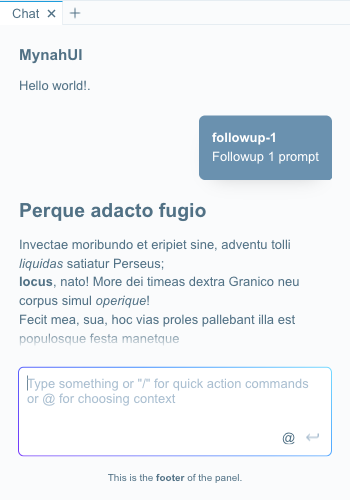 Chat
MynahUI
Hello world!.
followup-1
Followup 1 prompt
Perque adacto fugio
Invectae moribundo et eripiet sine, adventu tolli
liquidas satiatur Perseus;
locus, nato! More dei timeas dextra Granico neu
corpus simul operique!
Fecit mea, sua, hoc vias proles pallebant illa est
populosque festa manetque
Type something or "/" for quick action commands
or @ for choosing context
@
This is the footer of the panel.